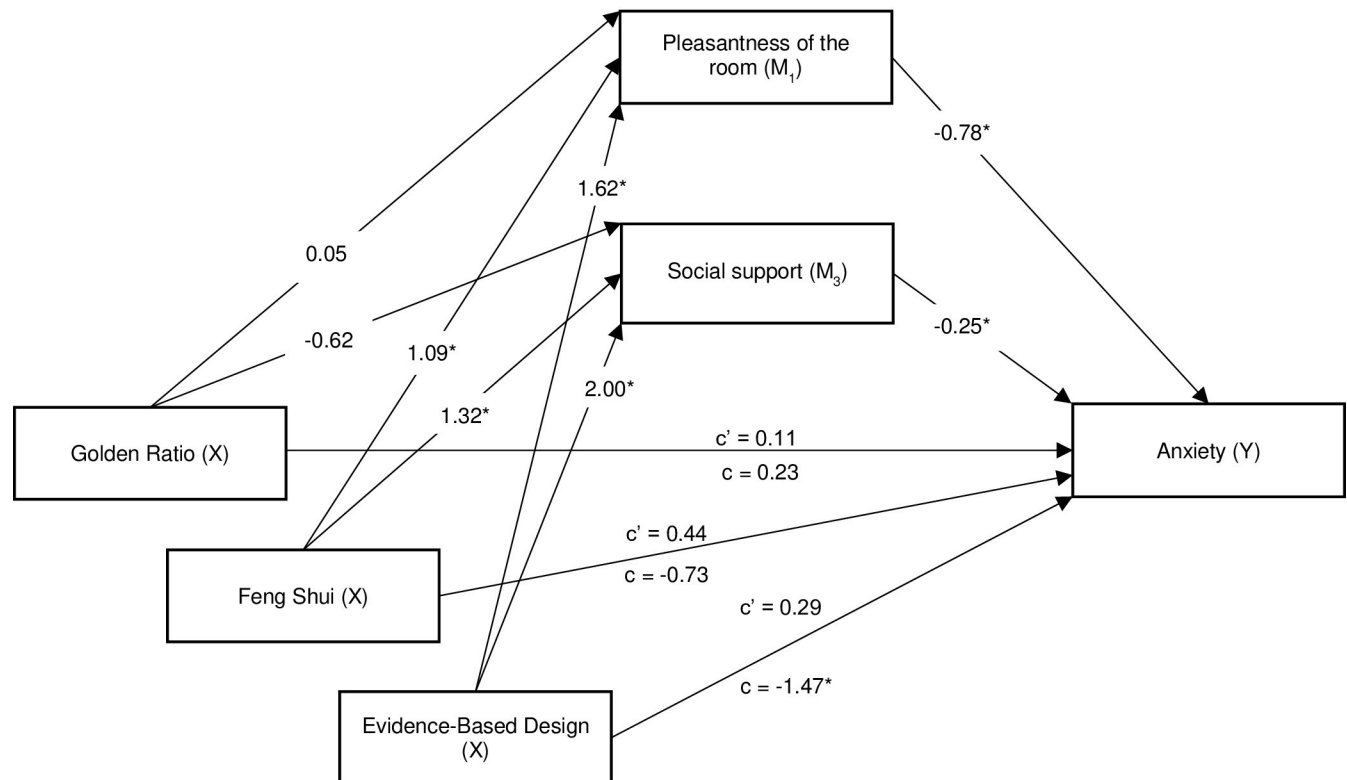 Pleasantness of the
room (M₁)
-0.78*
1.62*
0.05
Social support (M₃)
-0.62
-0.25*
1.09*
2.00*
1.32*
Golden Ratio (X)
c’ = 0.11
c = 0.23
Anxiety (Y)
c’ = 0.44
c = -0.73
Feng Shui (X)
c’ = 0.29
c = -1.47*
Evidence-Based Design
(X)